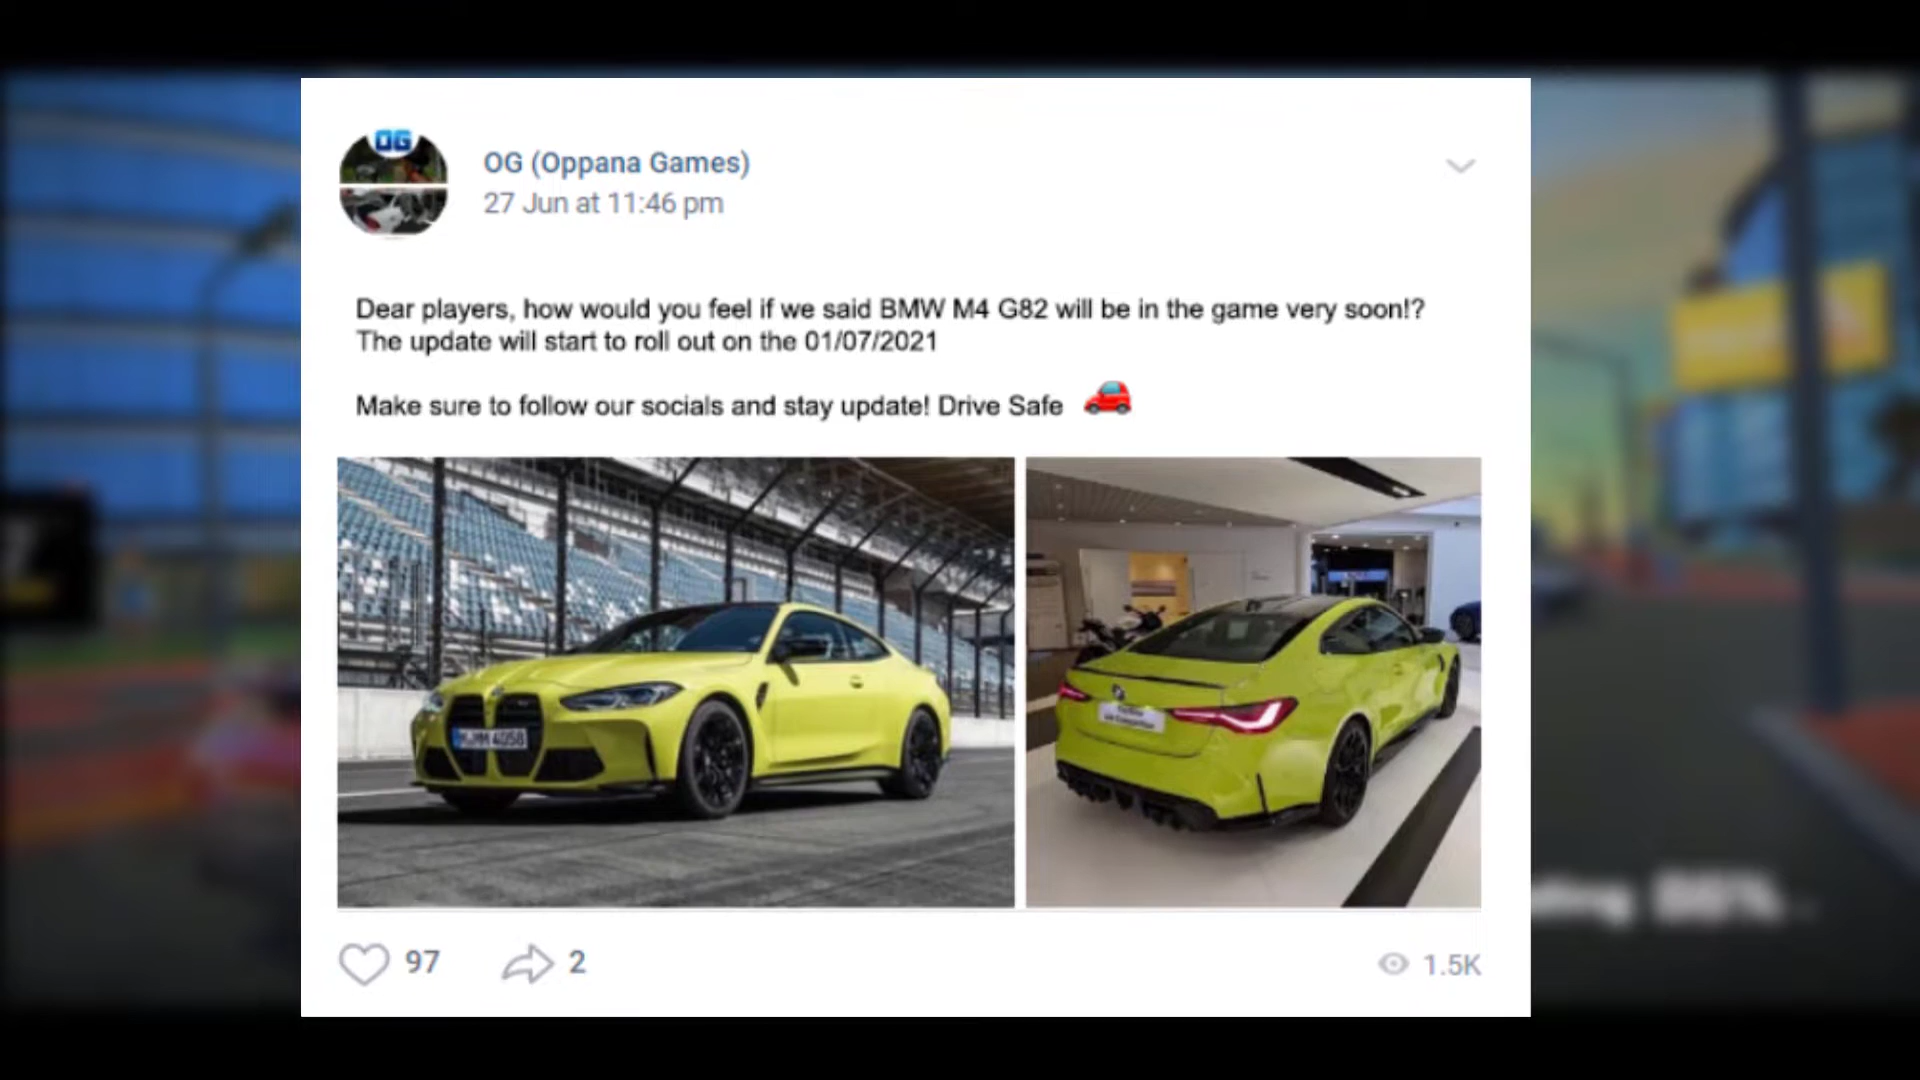 OG
OG (Oppana Games)
27 Jun at 11:46 pm
Dear players, how would you feel if we said BMW M4 G82 will be in the game very soon!?
The update will start to roll out on the 01/07/2021
Make sure to follow our socials and stay update! Drive Safe
97
2
1.5K